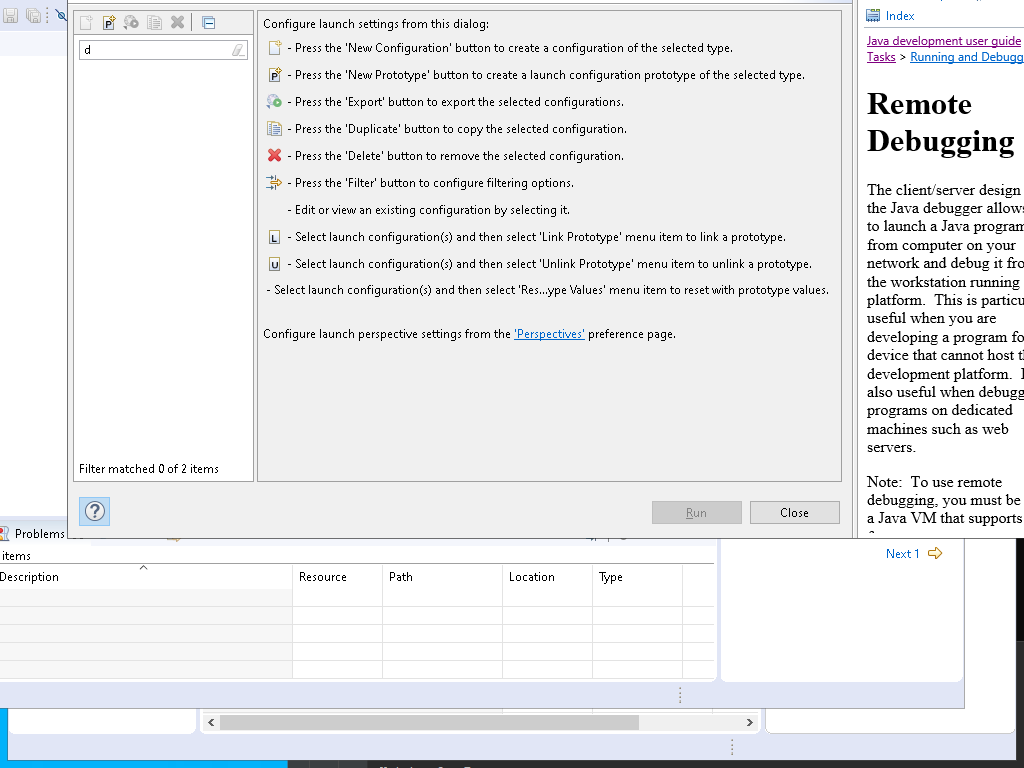 d
Filter matched 0 of 2 items
Configure launch settings from this dialog:
- Press the 'New Configuration' button to create a configuration of the selected type.
P - Press the 'New Prototype' button to create a launch configuration prototype of the selected type.
- Press the 'Export' button to export the selected configurations.
- Press the 'Duplicate' button to copy the selected configuration.
- Press the 'Delete' button to remove the selected configuration.
- Press the 'Filter' button to configure filtering options.
- Edit or view an existing configuration by selecting it.
L - Select launch configuration(s) and then select 'Link Prototype' menu item to link a prototype.
U - Select launch configuration(s) and then select 'Unlink Prototype' menu item to unlink a prototype.
- Select launch configuration(s) and then select 'Res...ype Values' menu item to reset with prototype values.
Configure launch perspective settings from the 'Perspectives' preference page.
?
Run
Close
Index
Java development user guide
Tasks > Running and Debugg
Remote
Debugging
The client/server design
the Java debugger allows
to launch a Java program
from computer on your
network and debug it fro
the workstation running
platform. This is particu
useful when you are
developing a program fo
device that cannot host th
development platform. I
also useful when debugg
programs on dedicated
machines such as web
servers.
Note: To use remote
debugging, you must be
a Java VM that supports
Problems
items
Description
Resource
Path
Location
Type
Next 1